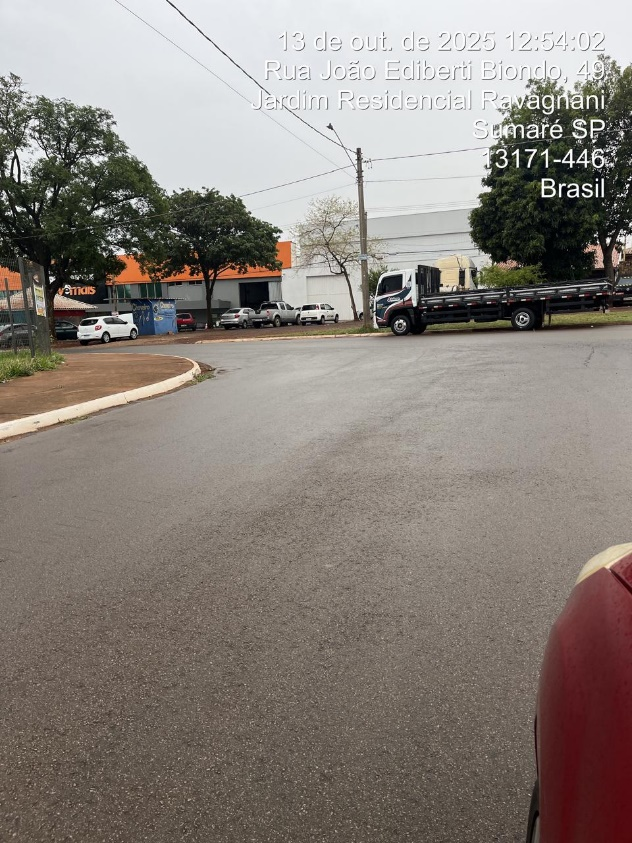 13 de out. de 2025 12:54:02
Rua João Ediberti Biondo, 49
Jardim Residencial Ravagnani
Sumaré SP
13171-446
Brasil